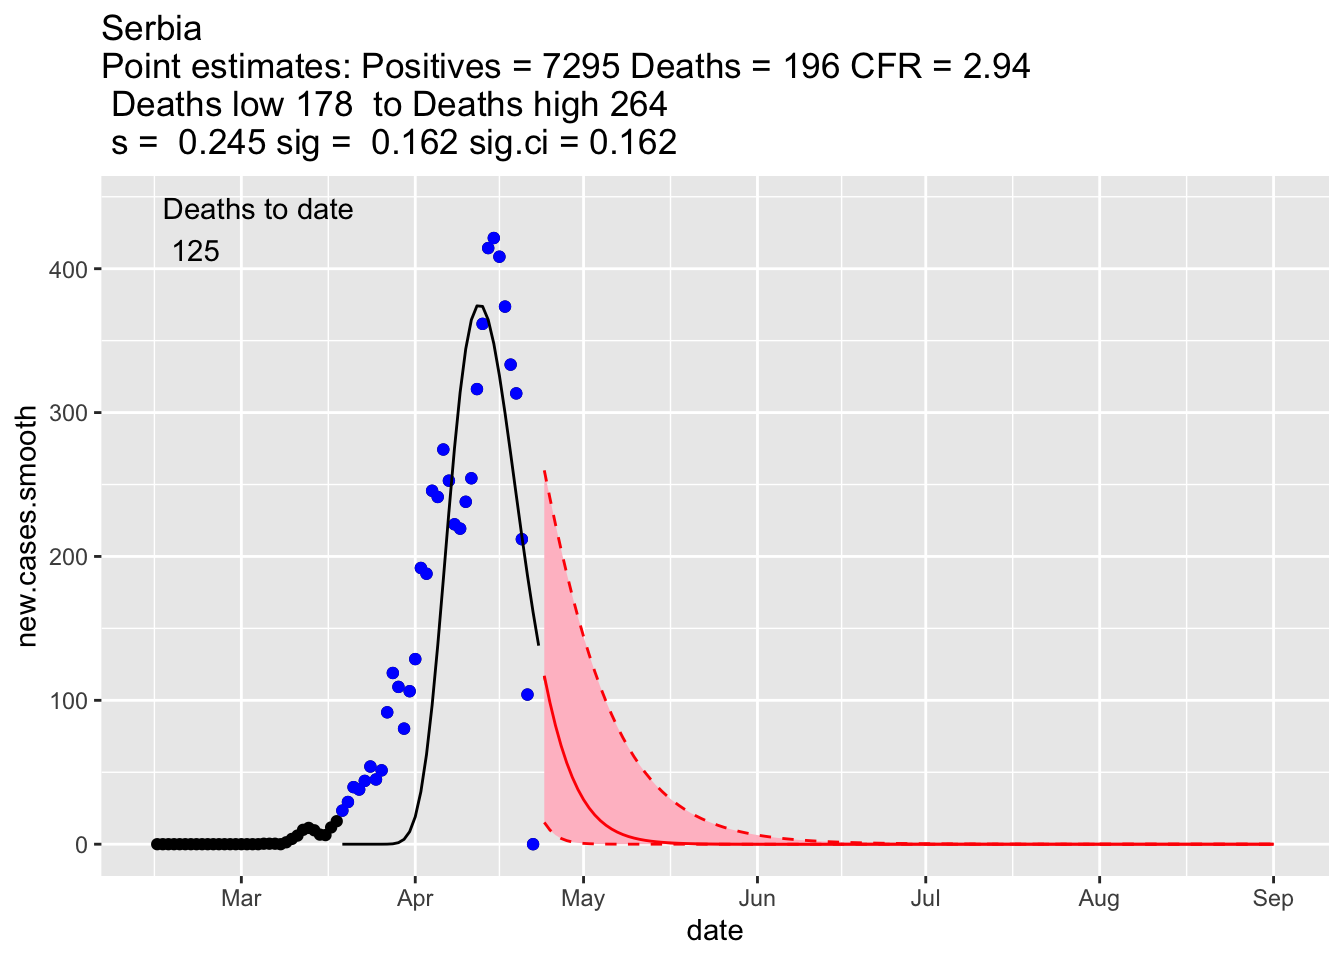 Serbia
Point estimates: Positives = 7295 Deaths = 196 CFR = 2.94
Deaths low 178  to Deaths high 264
s =  0.245 sig =  0.162 sig.ci = 0.162
Deaths to date
125
400
300
200
100
0
new.cases.smooth
Mar Apr May Jun Jul Aug Sep
date